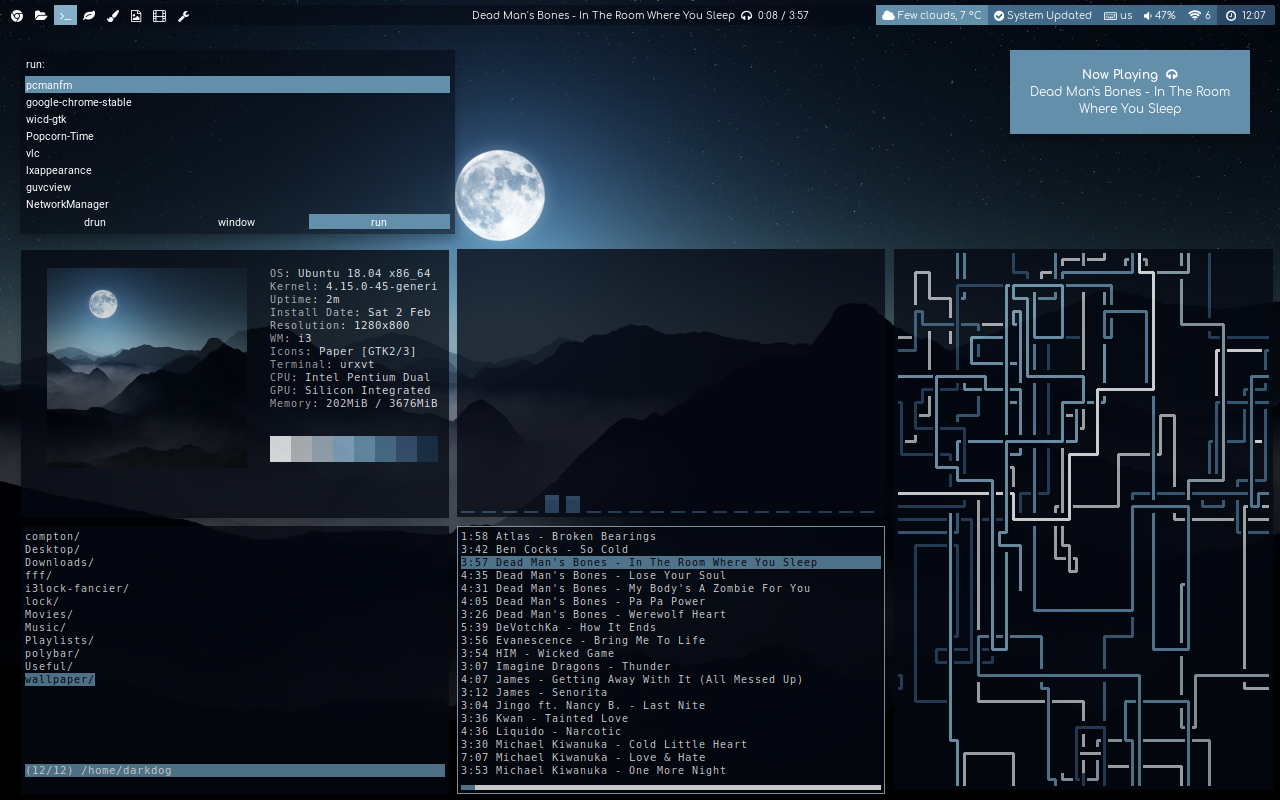 Dead Man's Bones - In The Room Where You Sleep 0:08 / 3:57
Few clouds, 7 °C System Updated us 47% 6 12:07
run:
pcmanfm
google-chrome-stable
wicd-gtk
Popcorn-Time
vlc
lxappearance
guvcview
NetworkManager
drun window run
Now Playing
Dead Man's Bones - In The Room
Where You Sleep
OS: Ubuntu 18.04 x86_64
Kernel: 4.15.0-45-generi
Uptime: 2m
Install Date: Sat 2 Feb
Resolution: 1280x800
WM: i3
Icons: Paper [GTK2/3]
Terminal: urxvt
CPU: Intel Pentium Dual
GPU: Silicon Integrated
Memory: 202MiB / 3676MiB
compton/
Desktop/
Downloads/
fff/
i3lock-fancier/
lock/
Movies/
Music/
Playlists/
polybar/
Useful/
wallpaper/
(12/12) /home/darkdog
1:58 Atlas - Broken Bearings
3:42 Ben Cocks - So Cold
3:57 Dead Man's Bones - In The Room Where You Sleep
4:35 Dead Man's Bones - Lose Your Soul
4:31 Dead Man's Bones - My Body's A Zombie For You
4:05 Dead Man's Bones - Pa Pa Power
3:26 Dead Man's Bones - Werewolf Heart
5:39 DeVotchKa - How It Ends
3:56 Evanescence - Bring Me To Life
3:54 HIM - Wicked Game
3:07 Imagine Dragons - Thunder
4:07 James - Getting Away With It (All Messed Up)
3:12 James - Senorita
3:04 Jingo ft. Nancy B. - Last Nite
3:36 Kwan - Tainted Love
4:36 Liquido - Narcotic
3:30 Michael Kiwanuka - Cold Little Heart
7:07 Michael Kiwanuka - Love & Hate
3:53 Michael Kiwanuka - One More Night